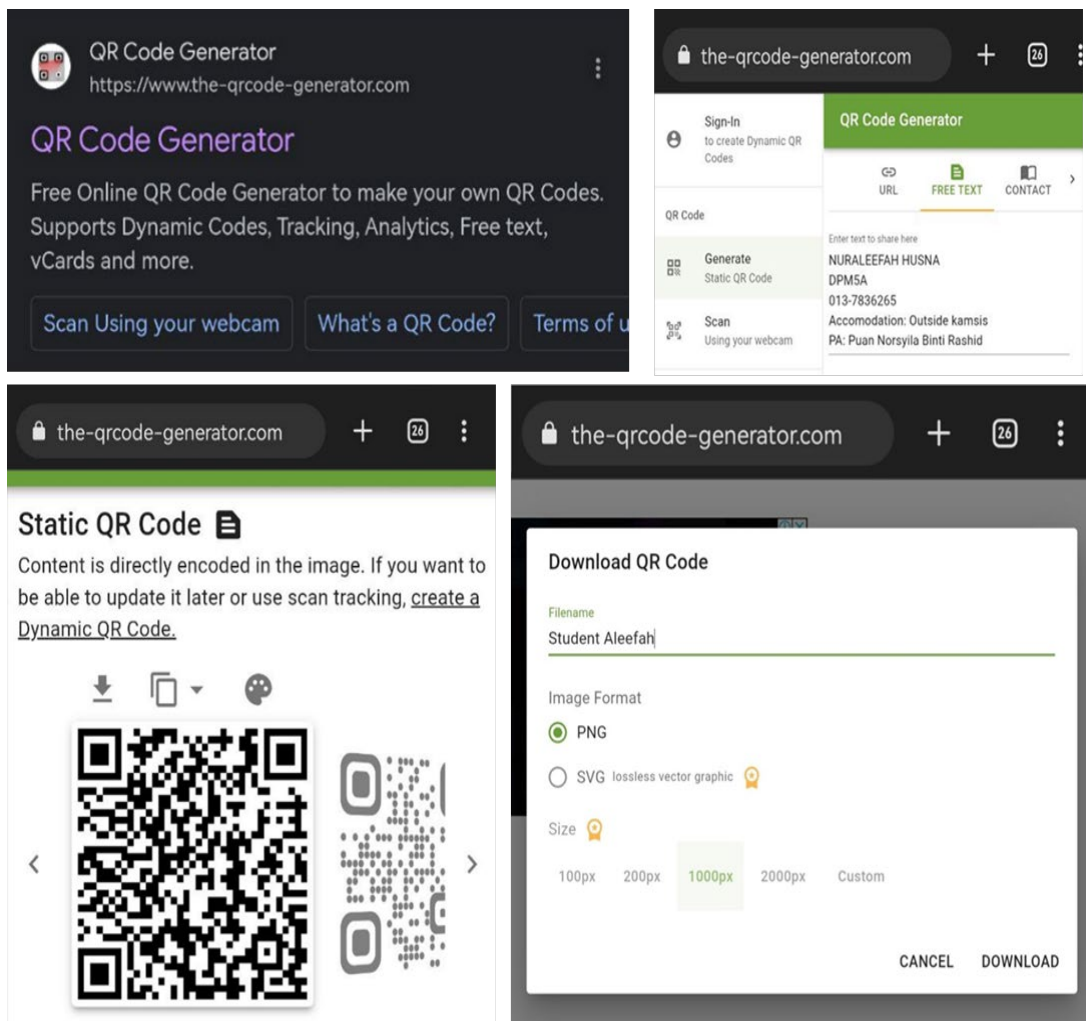 QR Code Generator
https://www.the-qrcode-generator.com
QR Code Generator
Free Online QR Code Generator to make your own QR Codes.
Supports Dynamic Codes, Tracking, Analytics, Free text,
vCards and more.
Scan Using your webcam
What's a QR Code?
Terms of u
the-qrcode-generator.com
26
Sign-In
to create Dynamic QR
Codes
QR Code
Generate
Static QR Code
Scan
Using your webcam
QR Code Generator
URL
FREE TEXT
CONTACT
Enter text to share here
NURALEEFAH HUSNA
DPM5A
013-7836265
Accomodation: Outside kamsis
PA: Puan Norsyila Binti Rashid
the-qrcode-generator.com
26
Static QR Code
Content is directly encoded in the image. If you want to
be able to update it later or use scan tracking, create a
Dynamic QR Code.
the-qrcode-generator.com
26
Download QR Code
Filename
Student Aleefah
Image Format
PNG
SVG lossless vector graphic
Size
100px 200px 1000px 2000px Custom
CANCEL DOWNLOAD